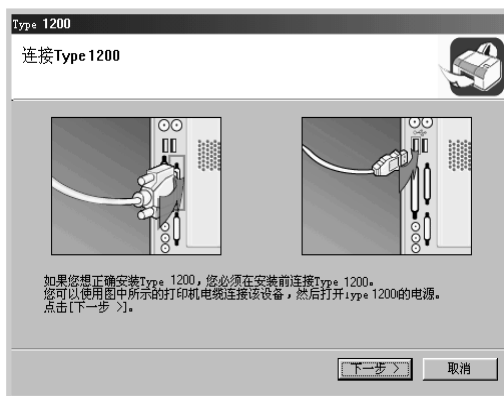 Type 1200
连接Type 1200
如果您想正确安装Type 1200，您必须在安装前连接Type 1200。
您可以使用图中所示的打印机电缆连接该设备，然后打开Type 1200的电源。
点击[下一步 >]。
下一步 >
取消